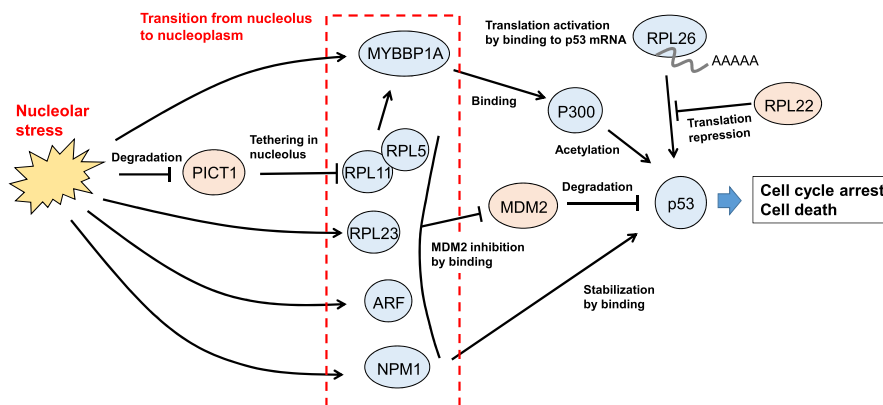 Transition from nucleolus
to nucleoplasm
Translation activation
by binding to p53 mRNA
RPL26
AAAAA
MYBBP1A
Nucleolar
stress
Binding
P300
RPL22
Translation
repression
Tethering in
nucleolus
Degradation
PICT1
RPL5
RPL11
Acetylation
Degradation
MDM2
p53
Cell cycle arrest
Cell death
RPL23
MDM2 inhibition
by binding
ARF
Stabilization
by binding
NPM1